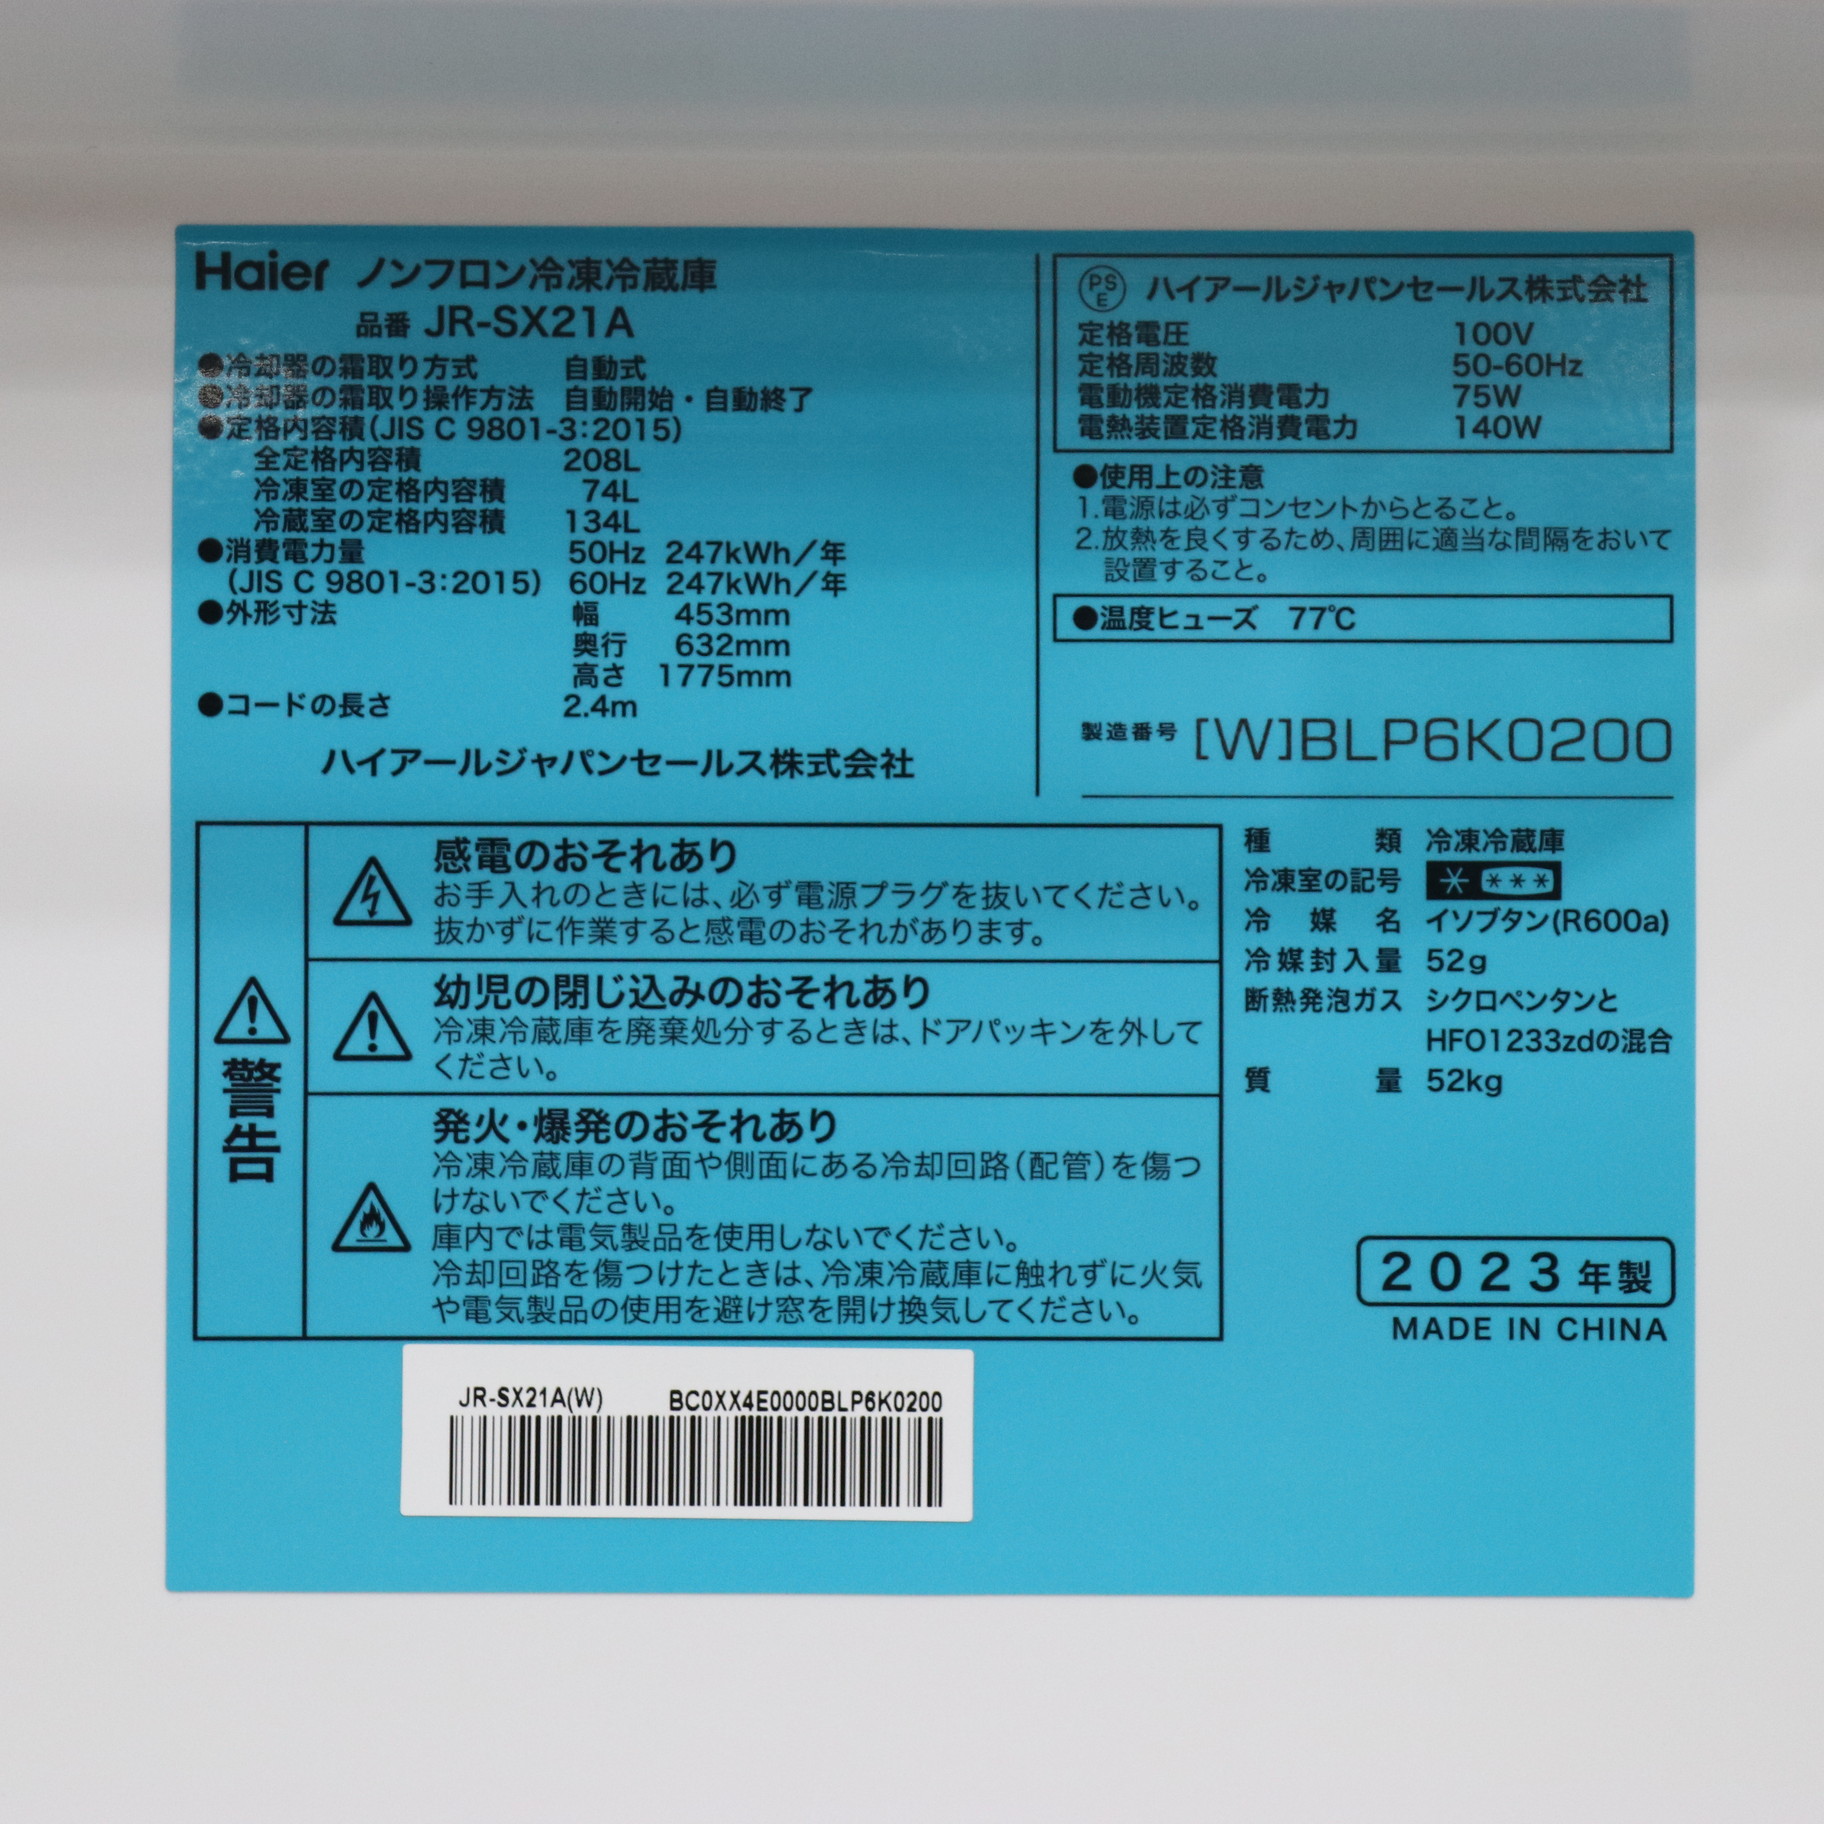 Haier ノンフロン冷凍冷蔵庫
品番 JR-SX21A
●冷却器の霜取り方式 自動式
●冷却器の霜取り操作方法 自動開始・自動終了
●定格内容積(JIS C 9801-3:2015)
全定格内容積 208L
冷凍室の定格内容積 74L
冷蔵室の定格内容積 134L
●消費電力量 50Hz 247kWh/年
(JIS C 9801-3:2015) 60Hz 247kWh/年
●外形寸法 幅 453mm
奥行 632mm
高さ 1775mm
●コードの長さ 2.4m
ハイアールジャパンセールス株式会社
PSE ハイアールジャパンセールス株式会社
定格電圧 100V
定格周波数 50-60Hz
電動機定格消費電力 75W
電熱装置定格消費電力 140W
●使用上の注意
1.電源は必ずコンセントからとること。
2.放熱を良くするため、周囲に適当な間隔をおいて
設置すること。
●温度ヒューズ 77℃
製造番号 [W]BLP6K0200
警告
感電のおそれあり
お手入れのときには、必ず電源プラグを抜いてください。
抜かずに作業すると感電のおそれがあります。
幼児の閉じ込みのおそれあり
冷凍冷蔵庫を廃棄処分するときは、ドアパッキンを外して
ください。
発火・爆発のおそれあり
冷凍冷蔵庫の背面や側面にある冷却回路(配管)を傷つ
けないでください。
庫内では電気製品を使用しないでください。
冷却回路を傷つけたときは、冷凍冷蔵庫に触れずに火気
や電気製品の使用を避け窓を開け換気してください。
種類 冷凍冷蔵庫
冷凍室の記号 * ***
冷媒名 イソブタン(R600a)
冷媒封入量 52g
断熱発泡ガス シクロペンタンと
HFO1233zdの混合
質量 52kg
2023年製
MADE IN CHINA
JR-SX21A(W) BC0XX4E0000BLP6K0200